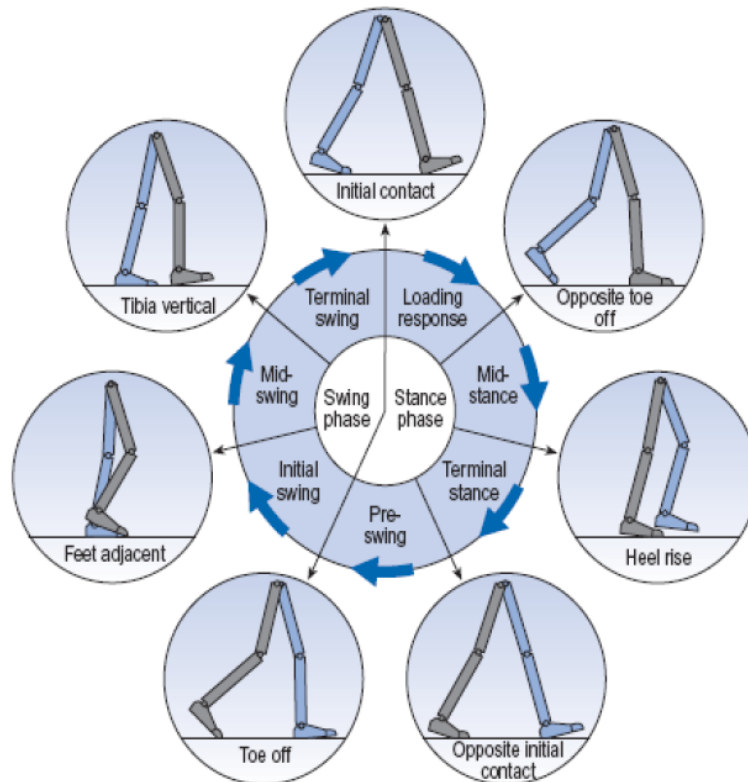 Initial contact
Tibia vertical
Opposite toe
off
Terminal
swing
Loading
response
Mid-
swing
Swing
phase
Stance
phase
Mid-
stance
Initial
swing
Terminal
stance
Pre-
swing
Feet adjacent
Heel rise
Toe off
Opposite initial
contact